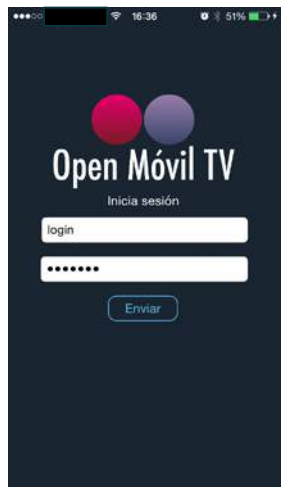 16:36
51%
Open Móvil TV
Inicia sesión
login
•••••••
Enviar